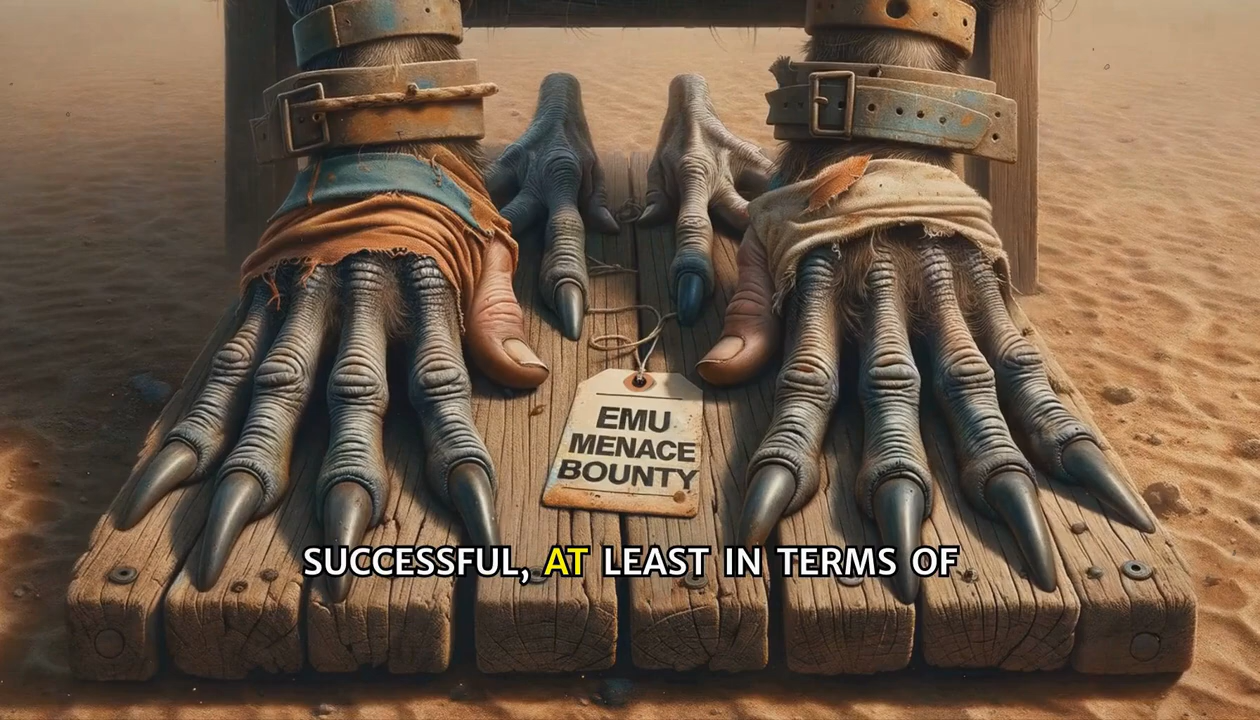 EMU
MENACE
BOUNTY
SUCCESSFUL, AT LEAST IN TERMS OF